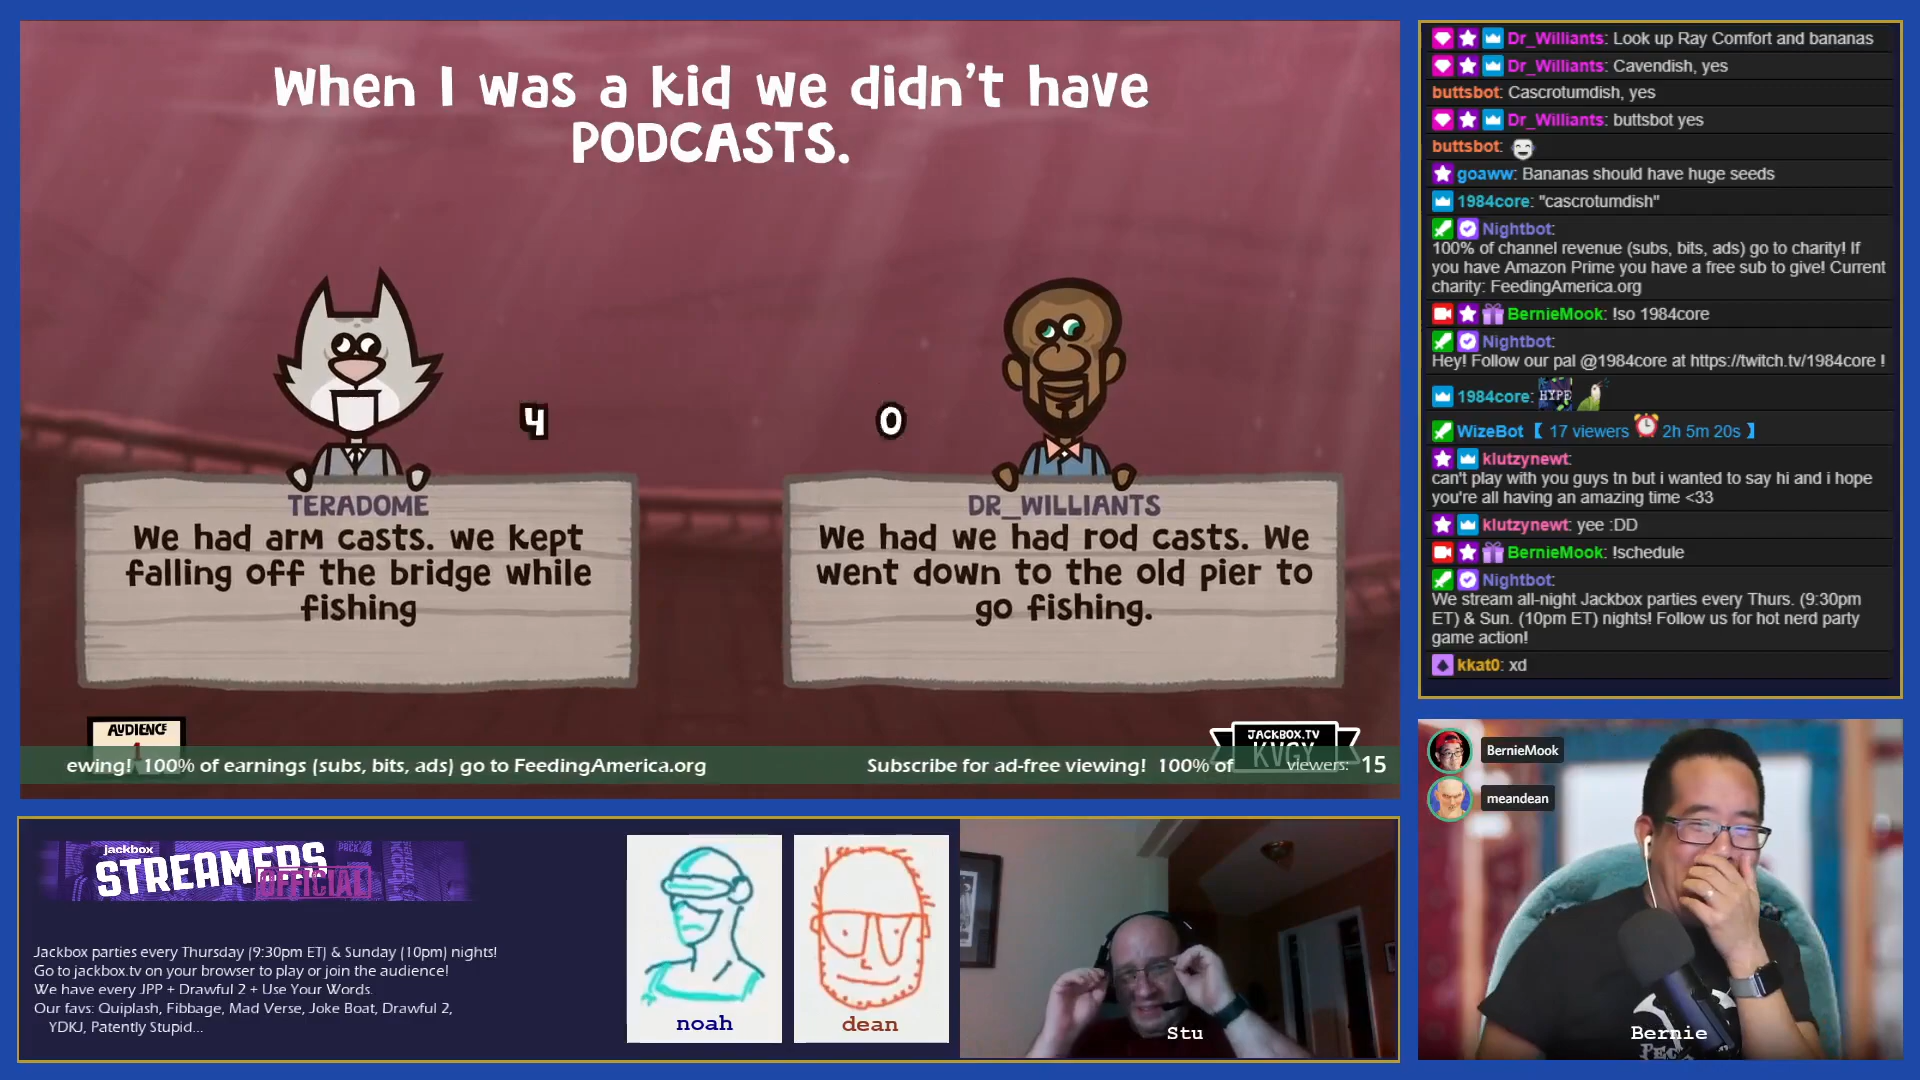 When I was a kid we didn't have
PODCASTS.
4
0
TERADOME
We had arm casts. we kept
falling off the bridge while
fishing
DR_WILLIANTS
We had we had rod casts. We
went down to the old pier to
go fishing.
AUDIENCE
1
JACKBOX.TV
KVGY
ewing! 100% of earnings (subs, bits, ads) go to FeedingAmerica.org
Subscribe for ad-free viewing! 100% of
viewers: 15
Dr_Williants: Look up Ray Comfort and bananas
Dr_Williants: Cavendish, yes
buttsbot: Cascrotumdish, yes
Dr_Williants: buttsbot yes
buttsbot:
goaww: Bananas should have huge seeds
1984core: "cascrotumdish"
Nightbot:
100% of channel revenue (subs, bits, ads) go to charity! If
you have Amazon Prime you have a free sub to give! Current
charity: FeedingAmerica.org
BernieMook: !so 1984core
Nightbot:
Hey! Follow our pal @1984core at https://twitch.tv/1984core !
1984core: HYPE
WizeBot 【 17 viewers 2h 5m 20s 】
klutzynewt:
can't play with you guys tn but i wanted to say hi and i hope
you're all having an amazing time <33
klutzynewt: yee :DD
BernieMook: !schedule
Nightbot:
We stream all-night Jackbox parties every Thurs. (9:30pm
ET) & Sun. (10pm ET) nights! Follow us for hot nerd party
game action!
kkat0: xd
jackbox
STREAMERS
OFFICIAL
Jackbox parties every Thursday (9:30pm ET) & Sunday (10pm) nights!
Go to jackbox.tv on your browser to play or join the audience!
We have every JPP + Drawful 2 + Use Your Words.
Our favs: Quiplash, Fibbage, Mad Verse, Joke Boat, Drawful 2,
YDKJ, Patently Stupid...
noah
dean
Stu
BernieMook
meandean
Bernie